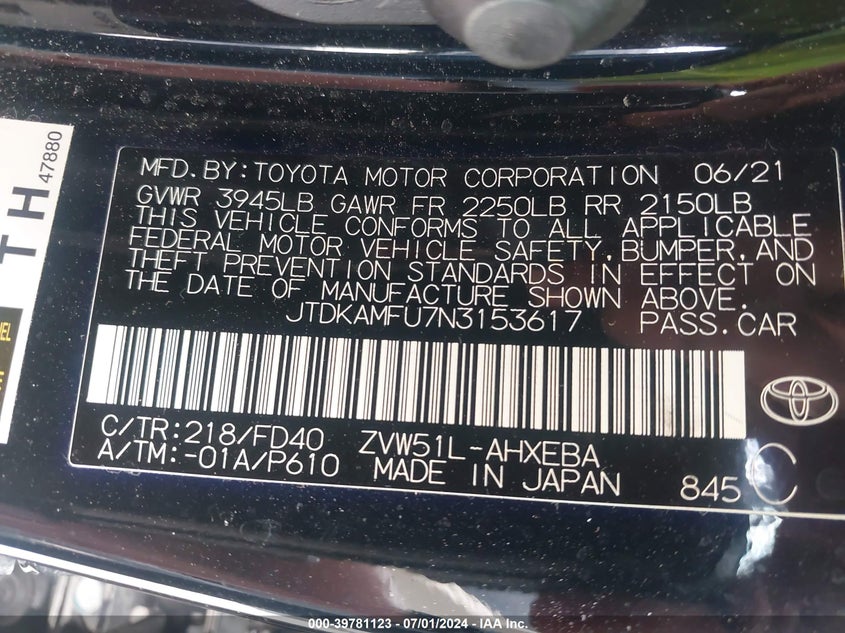 TH
47880
MFD.BY:TOYOTA MOTOR CORPORATION 06/21
GVWR 3945LB GAWR FR 2250LB RR 2150LB
THIS VEHICLE CONFORMS TO ALL APPLICABLE
FEDERAL MOTOR VEHICLE SAFETY,BUMPER,AND
THEFT PREVENTION STANDARDS IN EFFECT ON
THE DATE OF MANUFACTURE SHOWN ABOVE.
JTDKAMFU7N3153617 PASS.CAR
C/TR:218/FD40 ZVW51L-AHXEBA
A/TM:-01A/P610 MADE IN JAPAN 845 C
000-39781123 - 07/01/2024 - IAA Inc.